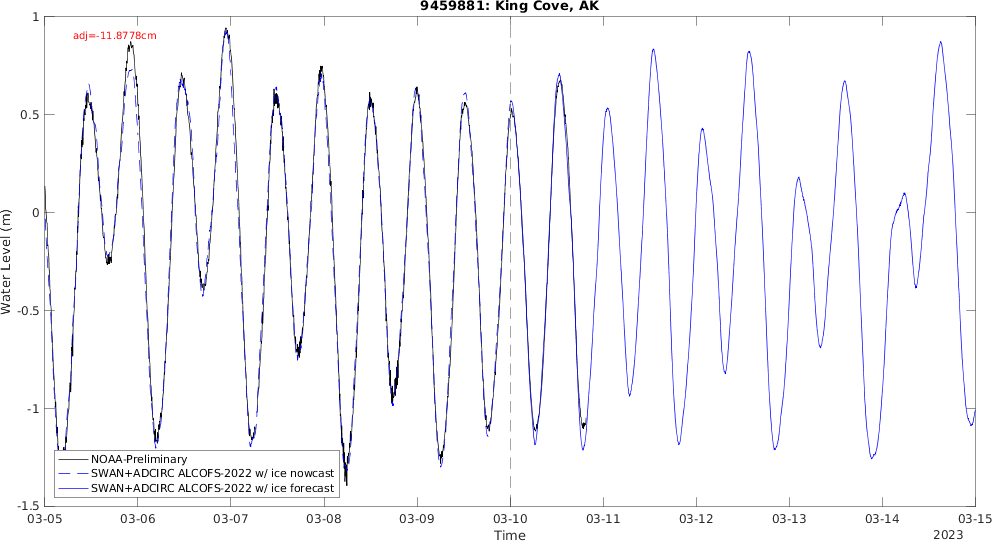 9459881: King Cove, AK
adj=-11.8778cm
1
0.5
0
-0.5
-1
-1.5
Water Level (m)
NOAA-Preliminary
SWAN+ADCIRC ALCOFS-2022 w/ ice nowcast
SWAN+ADCIRC ALCOFS-2022 w/ ice forecast
03-05 03-06 03-07 03-08 03-09 03-10 03-11 03-12 03-13 03-14 03-15
Time
2023